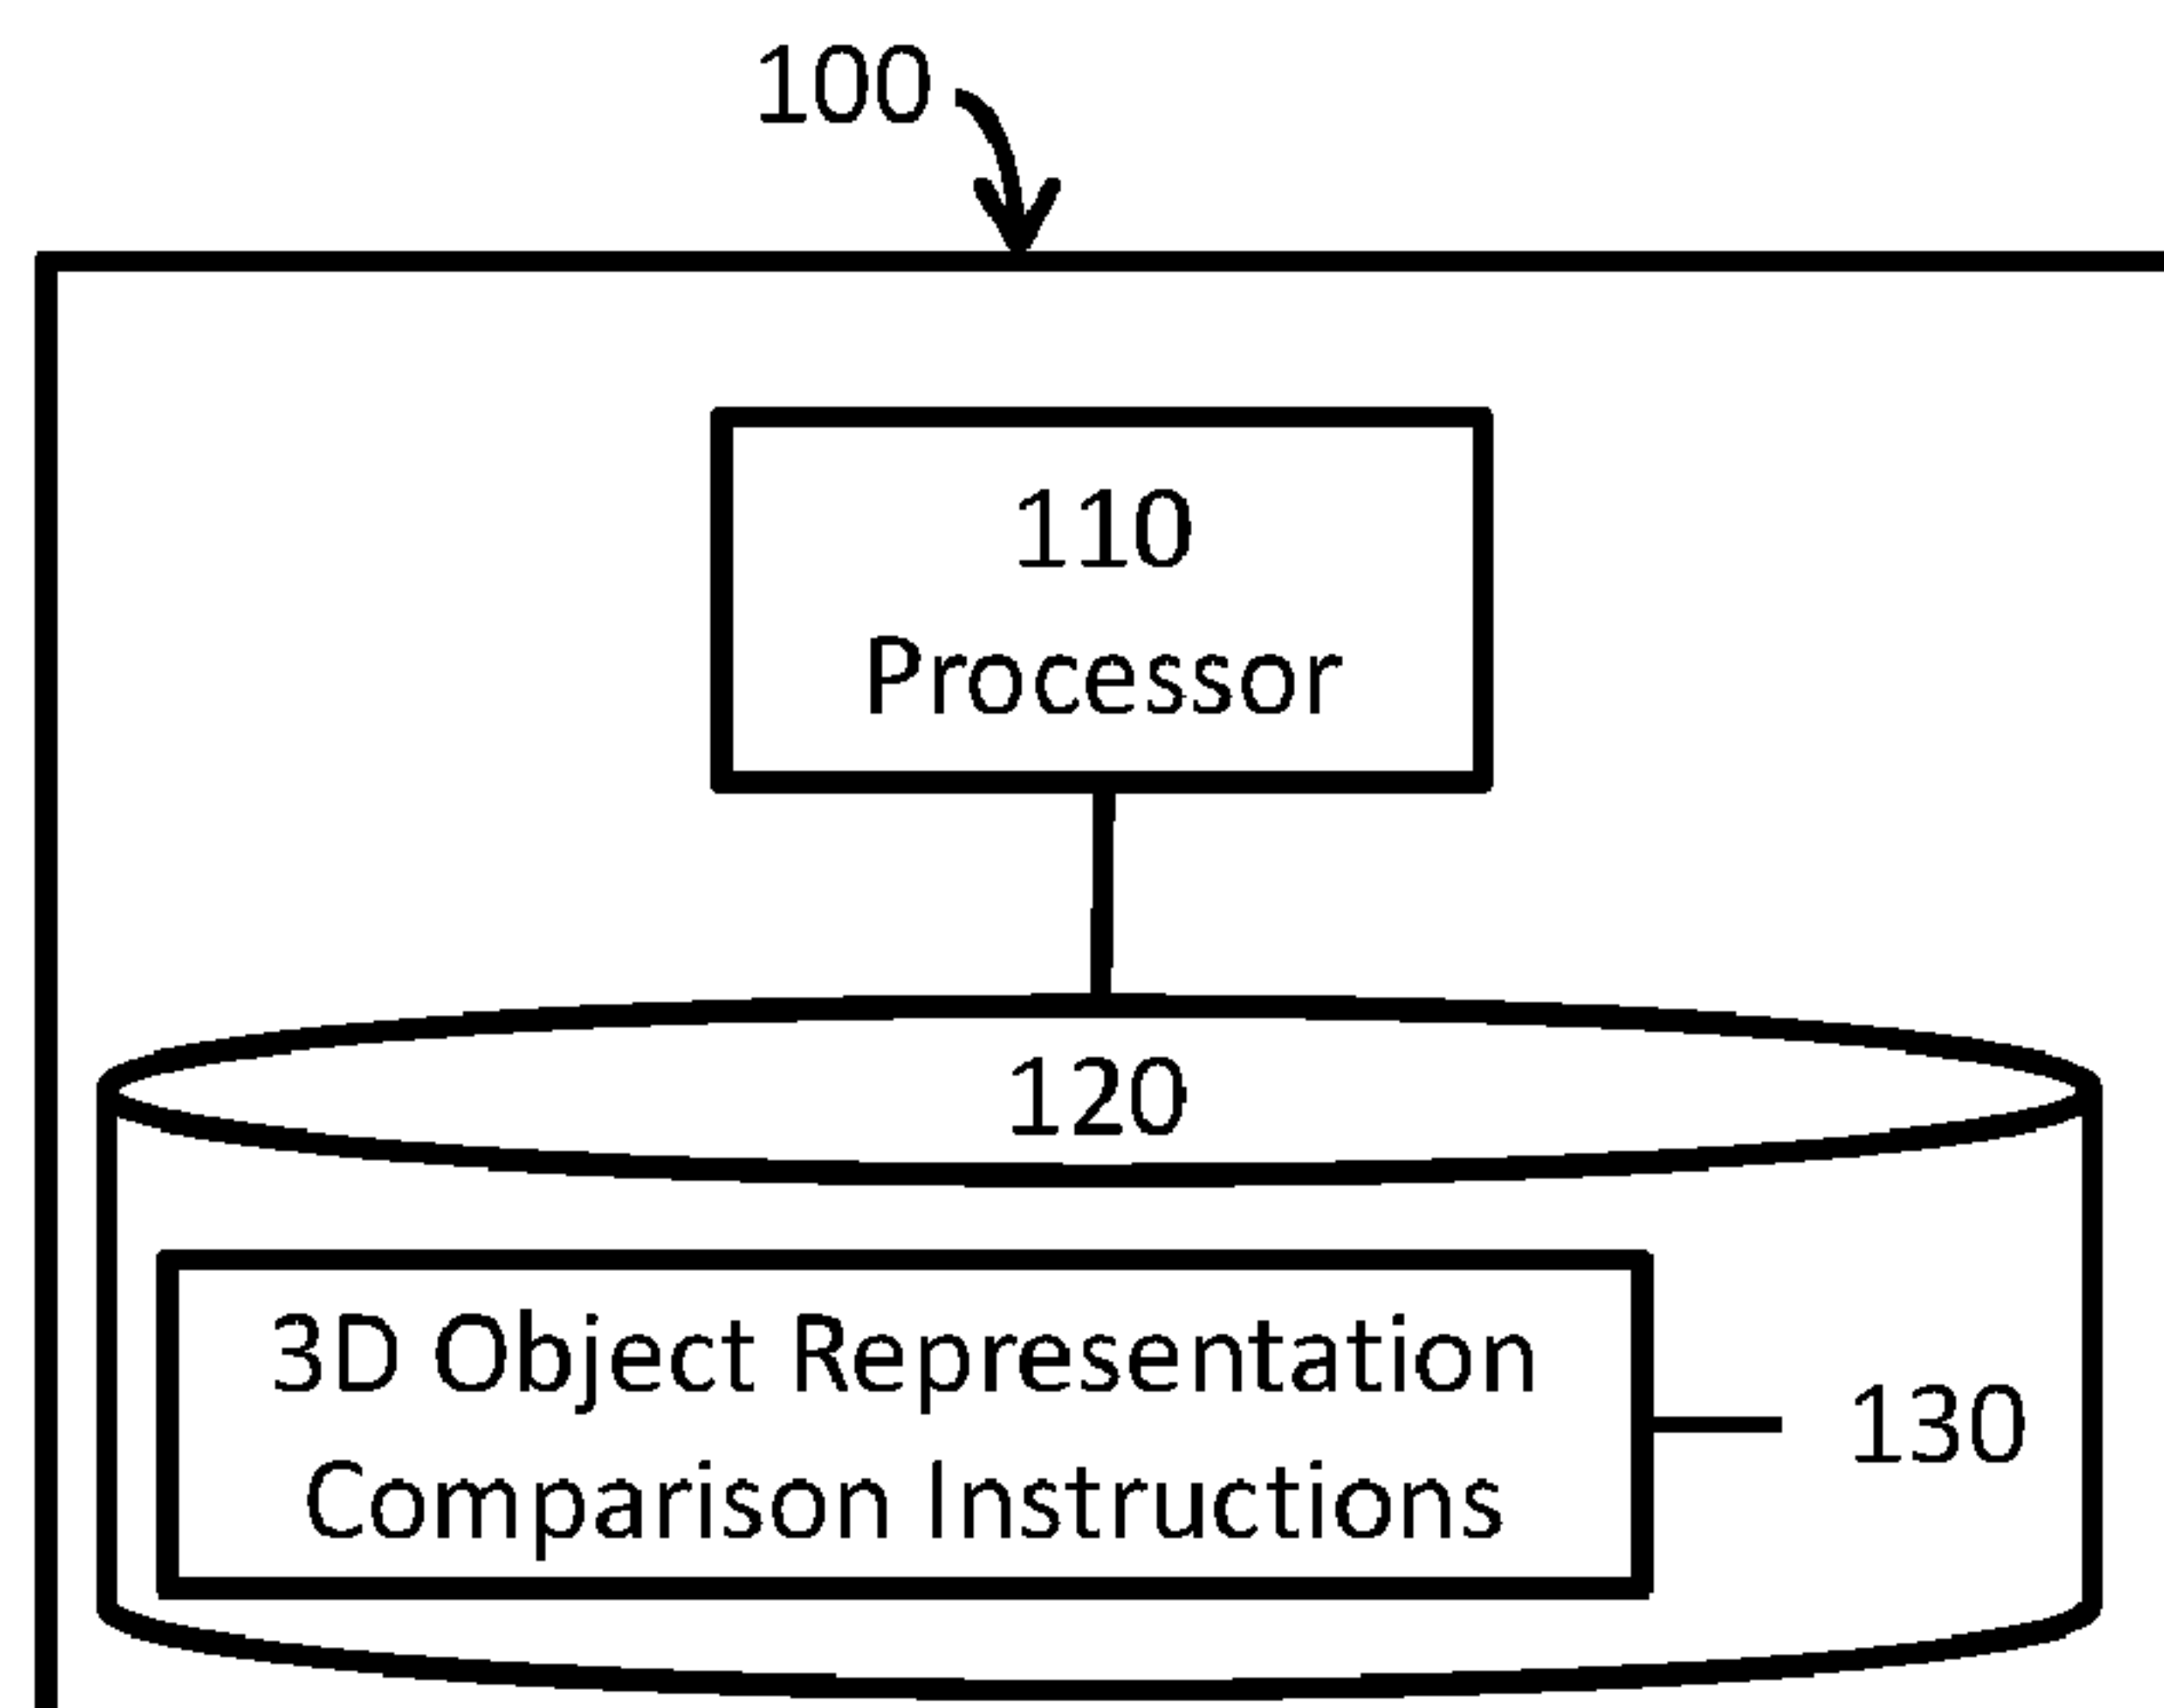 100
110
Processor
120
3D Object Representation
Comparison Instructions
130